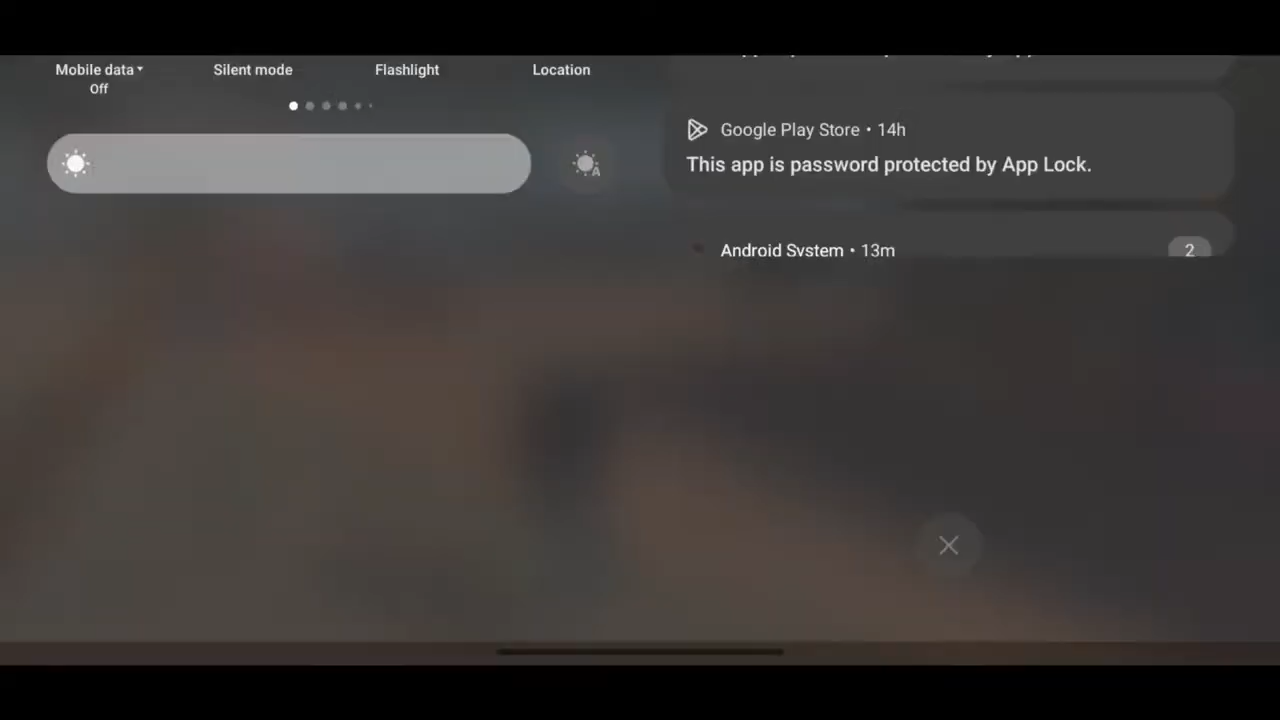 Mobile data
Off
Silent mode
Flashlight
Location
A
Google Play Store • 14h
This app is password protected by App Lock.
Android System • 13m
2